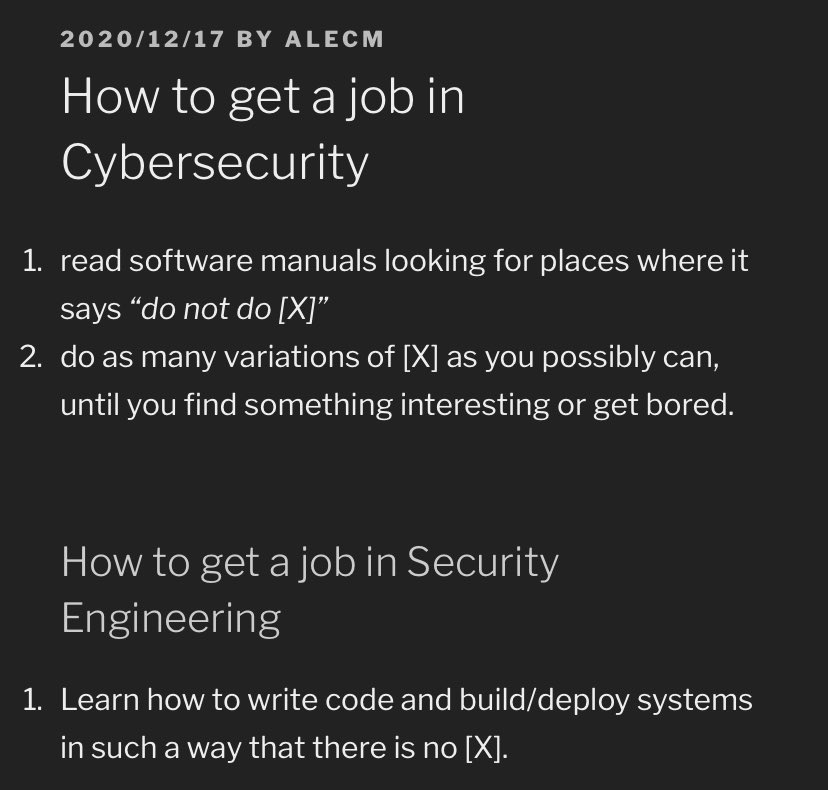 2020/12/17 BY ALECM
How to get a job in
Cybersecurity
1. read software manuals looking for places where it
says “do not do [X]”
2. do as many variations of [X] as you possibly can,
until you find something interesting or get bored.
How to get a job in Security
Engineering
1. Learn how to write code and build/deploy systems
in such a way that there is no [X].